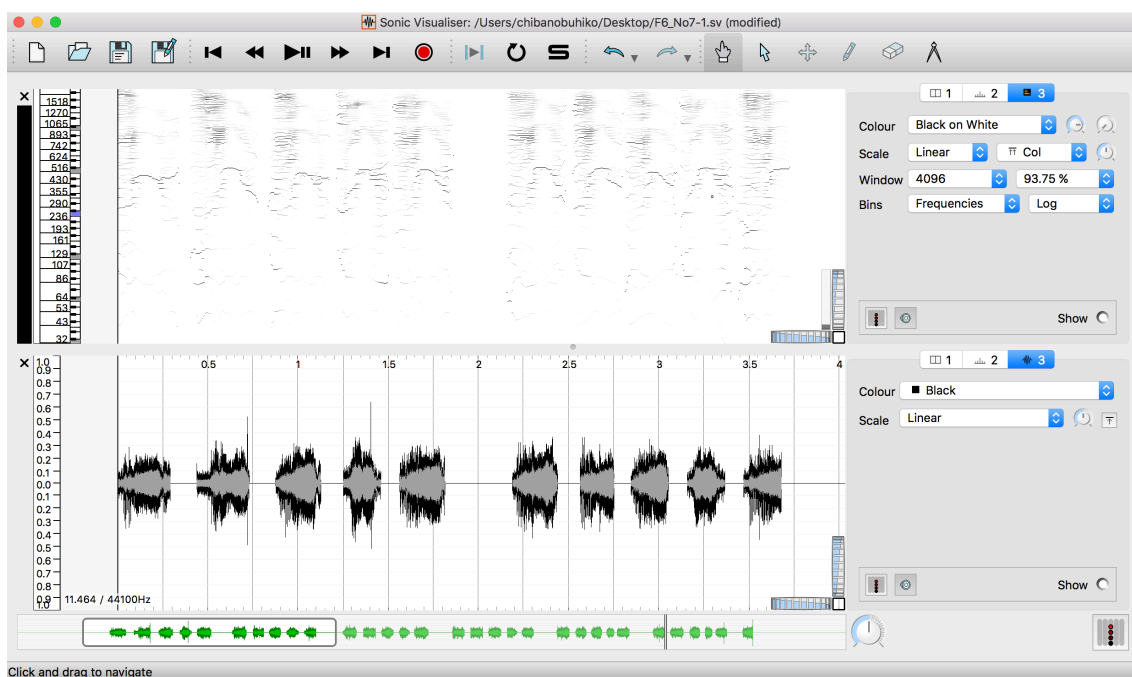 Sonic Visualiser: /Users/chibanobuhiko/Desktop/F6_No7-1.sv (modified)
1518
1270
1065
893
742
624
516
430
355
290
236
193
161
129
107
86
64
53
43
32
1 2 3
Colour Black on White
Scale Linear Col
Window 4096 93.75 %
Bins Frequencies Log
Show
0.5 1 1.5 2 2.5 3 3.5 4
1.0
0.9
0.8
0.7
0.6
0.5
0.4
0.3
0.2
0.1
0.0
0.1
0.2
0.3
0.4
0.5
0.6
0.7
0.8
0.9
1.0
11.464 / 44100Hz
1 2 3
Colour Black
Scale Linear
Show
Click and drag to navigate